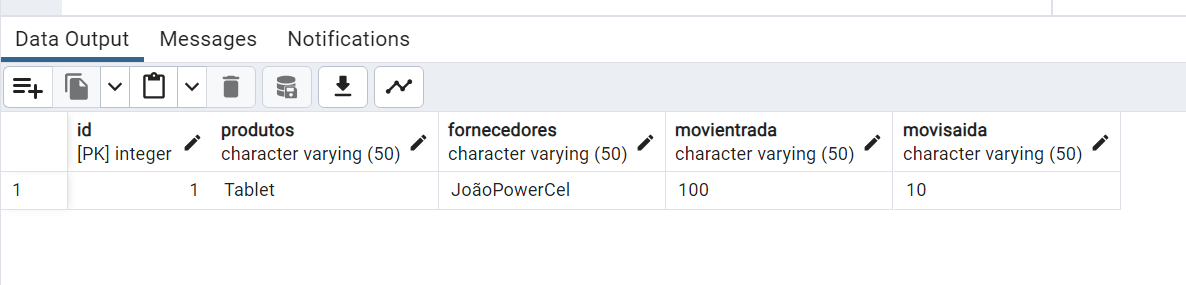 Data Output Messages Notifications
id produtos fornecedores movientrada movisaida
[PK] integer character varying (50) character varying (50) character varying (50) character varying (50)
1 1 Tablet JoãoPowerCel 100 10